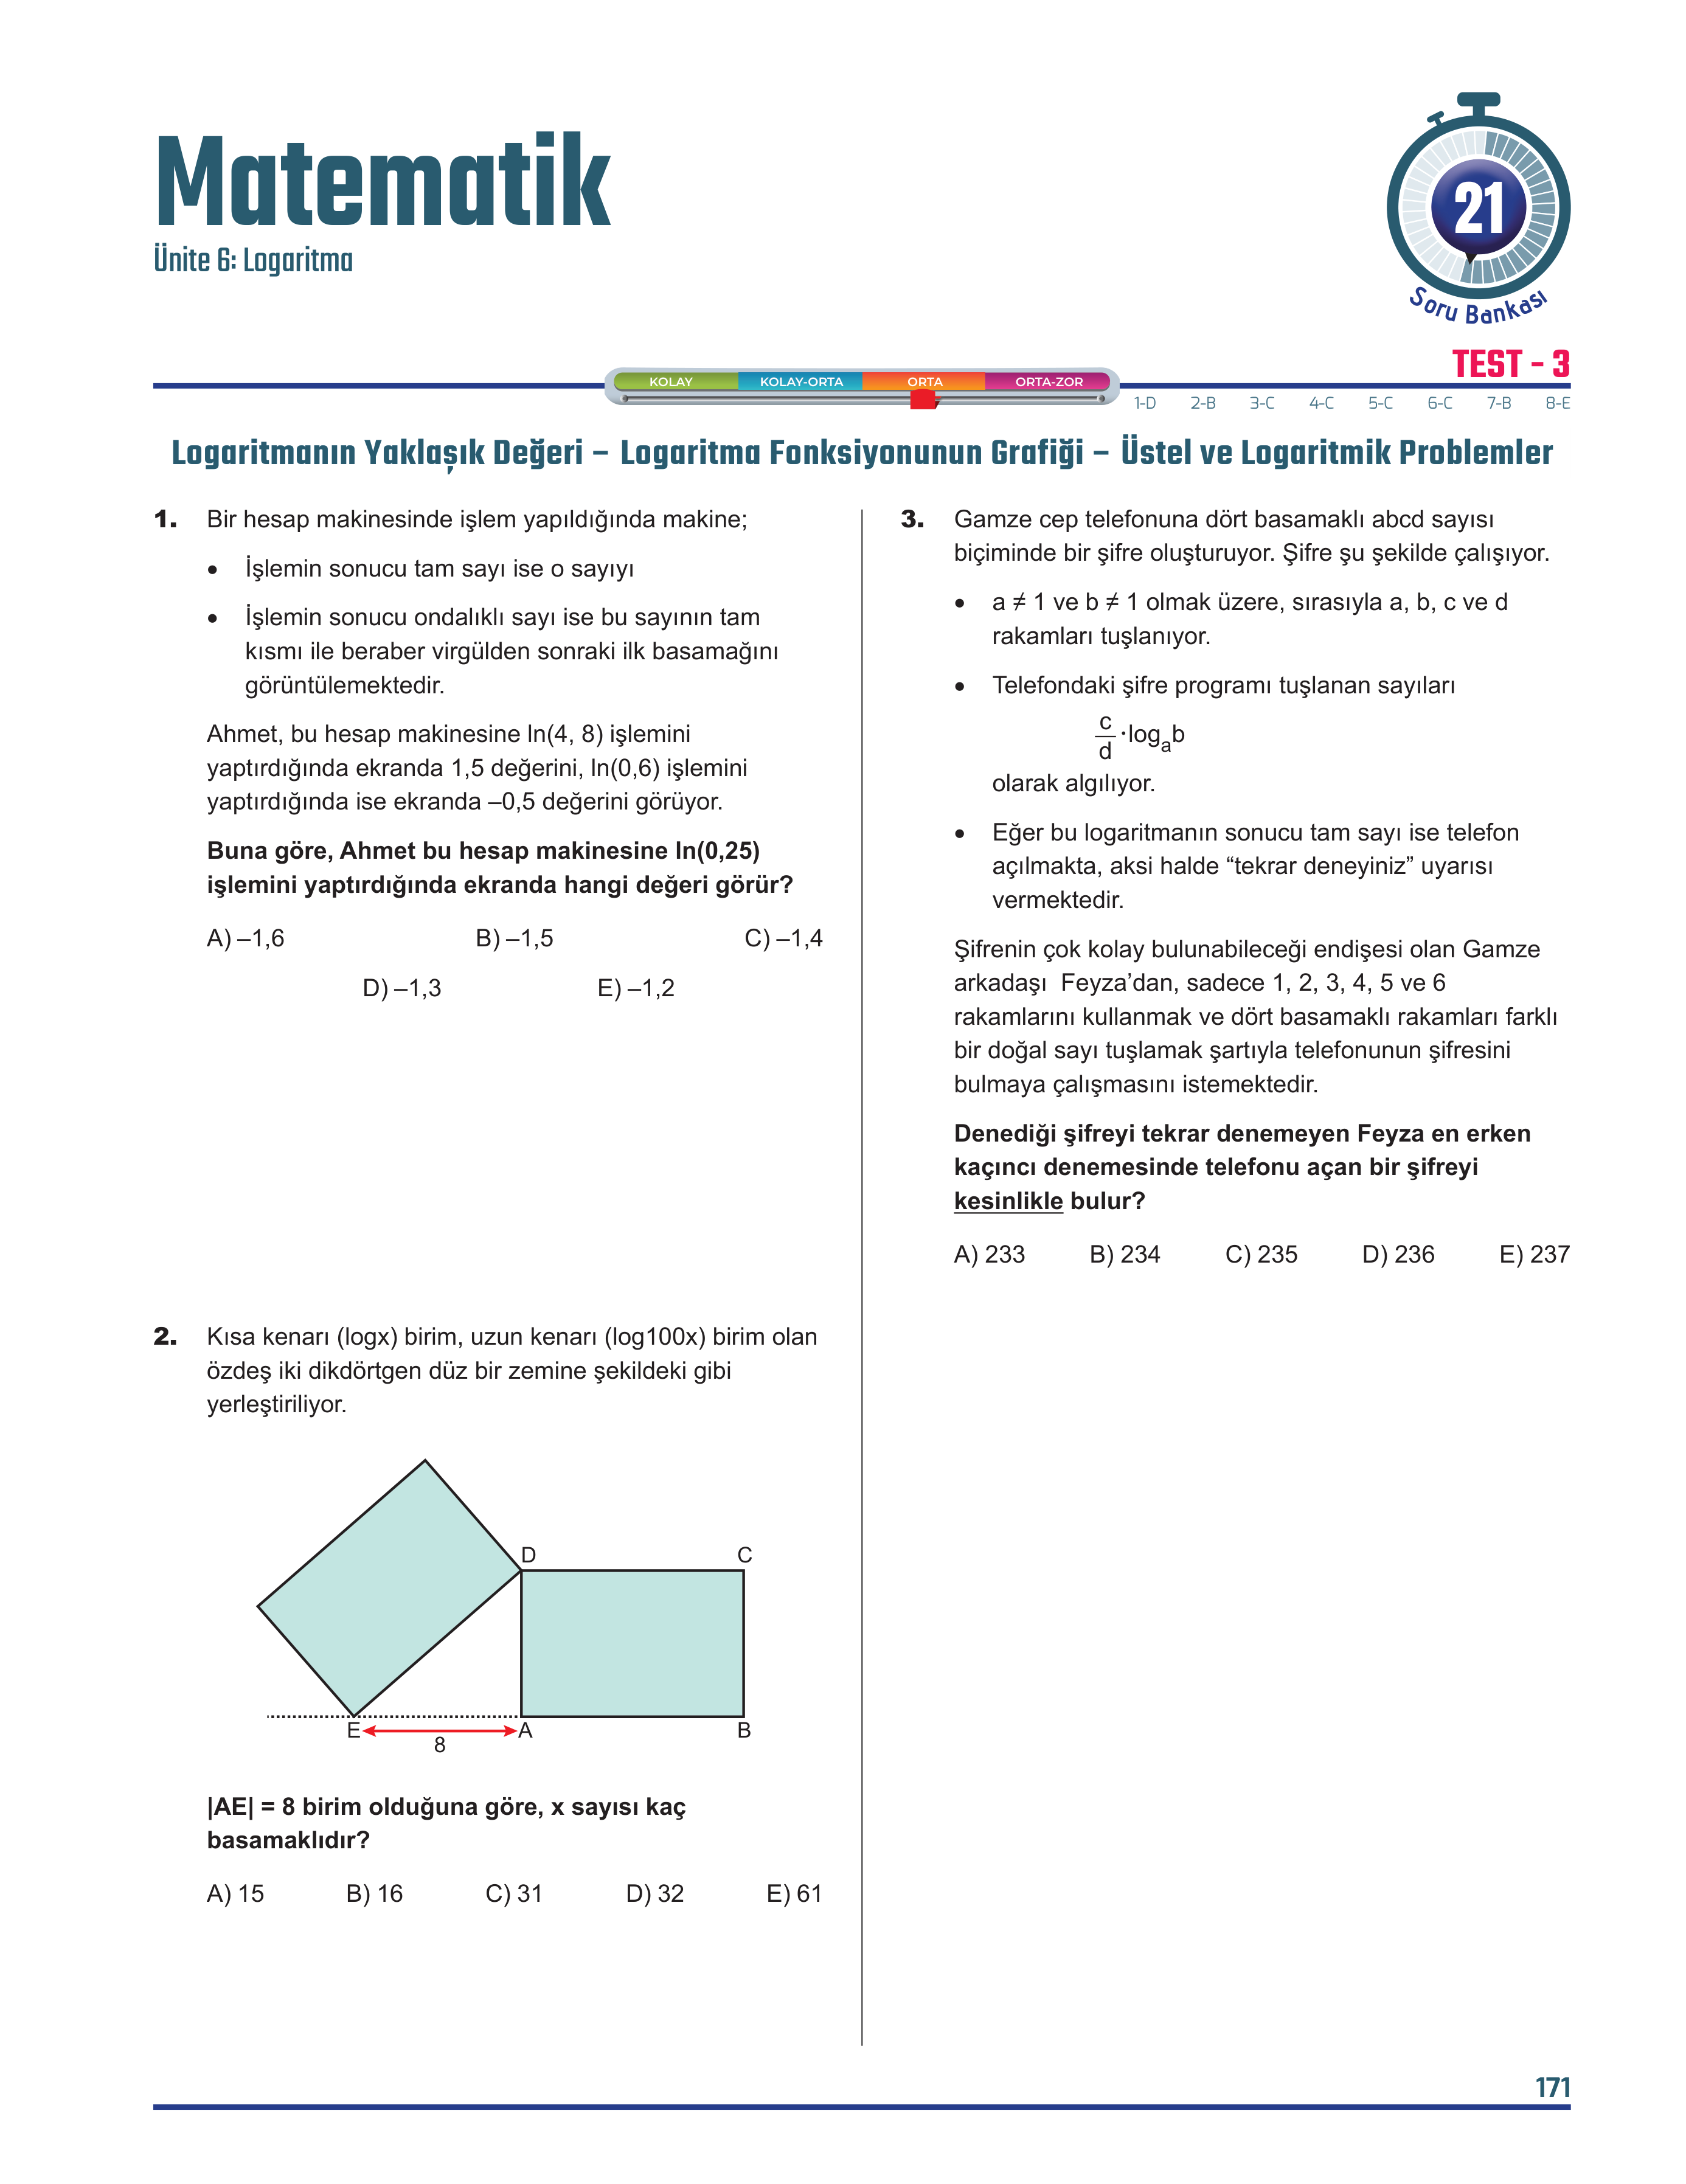 Matematik
Ünite 6: Logaritma
21
Soru Bankası
TEST - 3
KOLAY KOLAY-ORTA ORTA ORTA-ZOR
1-D 2-B 3-C 4-C 5-C 6-C 7-B 8-E
Logaritmanın Yaklaşık Değeri – Logaritma Fonksiyonunun Grafiği – Üstel ve Logaritmik Problemler
1. Bir hesap makinesinde işlem yapıldığında makine;
• İşlemin sonucu tam sayı ise o sayıyı
• İşlemin sonucu ondalıklı sayı ise bu sayının tam
kısmı ile beraber virgülden sonraki ilk basamağını
görüntülemektedir.
Ahmet, bu hesap makinesine ln(4, 8) işlemini
yaptırdığında ekranda 1,5 değerini, ln(0,6) işlemini
yaptırdığında ise ekranda –0,5 değerini görüyor.
Buna göre, Ahmet bu hesap makinesine ln(0,25)
işlemini yaptırdığında ekranda hangi değeri görür?
A) –1,6 B) –1,5 C) –1,4
D) –1,3 E) –1,2
2. Kısa kenarı (logx) birim, uzun kenarı (log100x) birim olan
özdeş iki dikdörtgen düz bir zemine şekildeki gibi
yerleştiriliyor.
D C
E A B
8
|AE| = 8 birim olduğuna göre, x sayısı kaç
basamaklıdır?
A) 15 B) 16 C) 31 D) 32 E) 61
3. Gamze cep telefonuna dört basamaklı abcd sayısı
biçiminde bir şifre oluşturuyor. Şifre şu şekilde çalışıyor.
• a ≠ 1 ve b ≠ 1 olmak üzere, sırasıyla a, b, c ve d
rakamları tuşlanıyor.
• Telefondaki şifre programı tuşlanan sayıları
c/d · logₐb
olarak algılıyor.
• Eğer bu logaritmanın sonucu tam sayı ise telefon
açılmakta, aksi halde “tekrar deneyiniz” uyarısı
vermektedir.
Şifrenin çok kolay bulunabileceği endişesi olan Gamze
arkadaşı Feyza’dan, sadece 1, 2, 3, 4, 5 ve 6
rakamlarını kullanmak ve dört basamaklı rakamları farklı
bir doğal sayı tuşlamak şartıyla telefonunun şifresini
bulmaya çalışmasını istemektedir.
Denediği şifreyi tekrar denemeyen Feyza en erken
kaçıncı denemesinde telefonu açan bir şifreyi
kesinlikle bulur?
A) 233 B) 234 C) 235 D) 236 E) 237
171